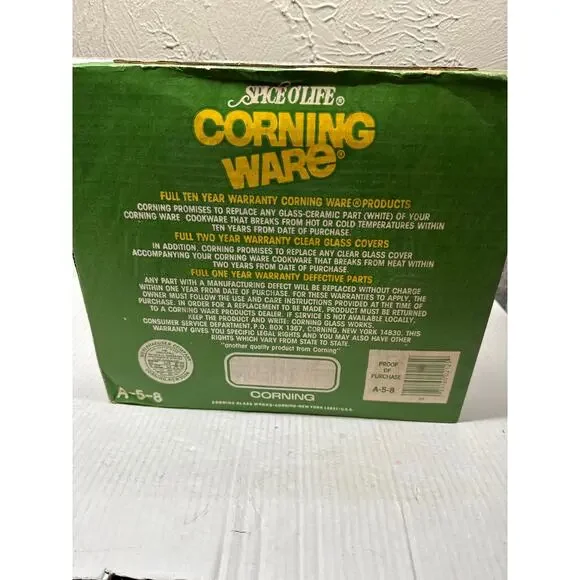 SPICE O'LIFE®
CORNING
WARE®
FULL TEN YEAR WARRANTY CORNING WARE® PRODUCTS
CORNING PROMISES TO REPLACE ANY GLASS-CERAMIC PART (WHITE) OF YOUR
CORNING WARE COOKWARE THAT BREAKS FROM HOT OR COLD TEMPERATURES WITHIN
TEN YEARS FROM DATE OF PURCHASE.
FULL TWO YEAR WARRANTY CLEAR GLASS COVERS
IN ADDITION, CORNING PROMISES TO REPLACE ANY CLEAR GLASS COVER
ACCOMPANYING YOUR CORNING WARE COOKWARE THAT BREAKS FROM HEAT WITHIN
TWO YEARS FROM DATE OF PURCHASE.
FULL ONE YEAR WARRANTY DEFECTIVE PARTS
ANY PART WITH A MANUFACTURING DEFECT WILL BE REPLACED WITHOUT CHARGE
WITHIN ONE YEAR FROM DATE OF PURCHASE. FOR THESE WARRANTIES TO APPLY, THE
OWNER MUST FOLLOW THE USE AND CARE INSTRUCTIONS PROVIDED AT THE TIME OF
PURCHASE. IN ORDER FOR A REPLACEMENT TO BE MADE, PRODUCT MUST BE RETURNED
TO A CORNING WARE PRODUCTS DEALER. IF SERVICE IS NOT AVAILABLE LOCALLY,
KEEP THE PRODUCT AND WRITE: CORNING GLASS WORKS,
CONSUMER SERVICE DEPARTMENT, P.O. BOX 1367, CORNING, NEW YORK 14830. THIS
WARRANTY GIVES YOU SPECIFIC LEGAL RIGHTS AND YOU MAY ALSO HAVE OTHER
RIGHTS WHICH VARY FROM STATE TO STATE.
"another quality product from Corning"
PROOF
OF
PURCHASE
A-5-8
A-5-8
CORNING
CORNING GLASS WORKS•CORNING•NEW YORK